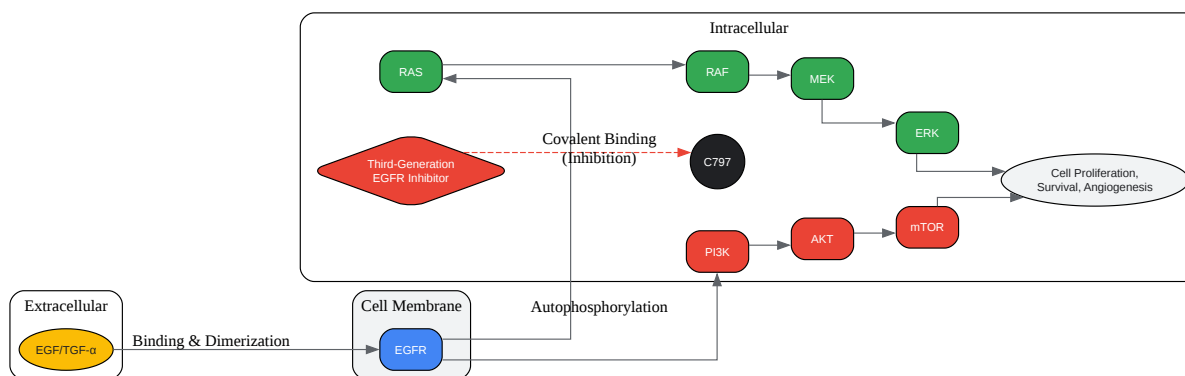 Intracellular
RAS
RAF
MEK
ERK
Third-Generation
EGFR Inhibitor
Covalent Binding
(Inhibition)
C797
Cell Proliferation,
Survival, Angiogenesis
PI3K
AKT
mTOR
Extracellular
EGF/TGF-α
Binding & Dimerization
Cell Membrane
EGFR
Autophosphorylation